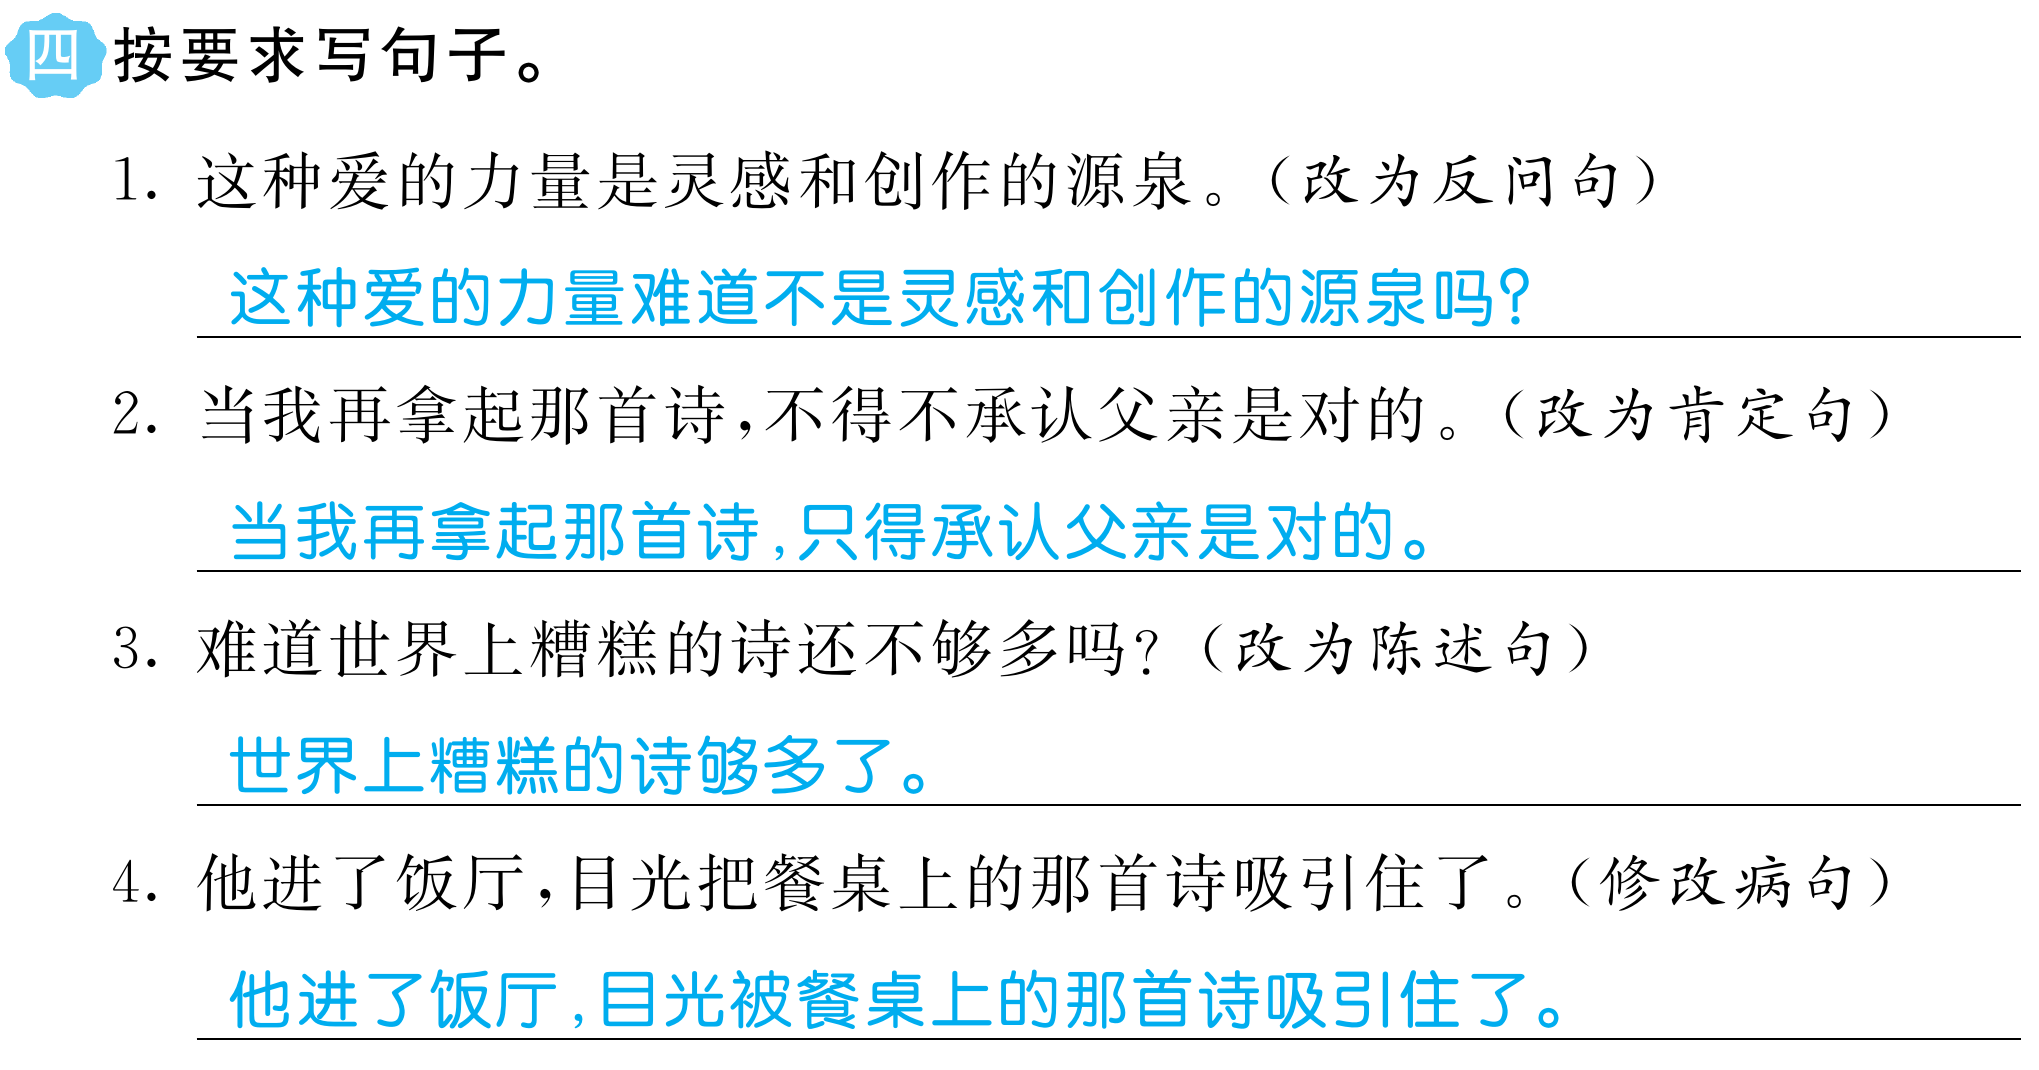 四 按要求写句子。
1. 这种爱的力量是灵感和创作的源泉。（改为反问句）
这种爱的力量难道不是灵感和创作的源泉吗?
2. 当我再拿起那首诗,不得不承认父亲是对的。（改为肯定句）
当我再拿起那首诗,只得承认父亲是对的。
3. 难道世界上糟糕的诗还不够多吗?（改为陈述句）
世界上糟糕的诗够多了。
4. 他进了饭厅,目光把餐桌上的那首诗吸引住了。（修改病句）
他进了饭厅,目光被餐桌上的那首诗吸引住了。